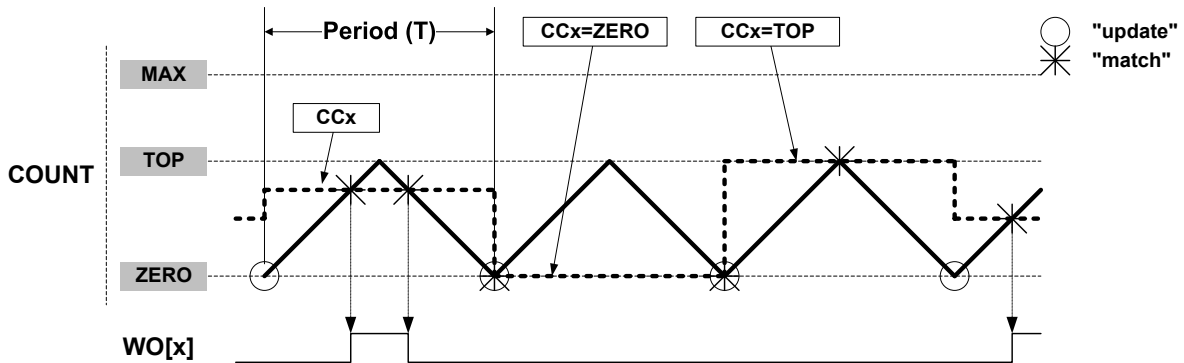 Period (T)
CCx=ZERO
CCx=TOP
"update"
"match"
MAX
CCx
TOP
COUNT
ZERO
WO[x]